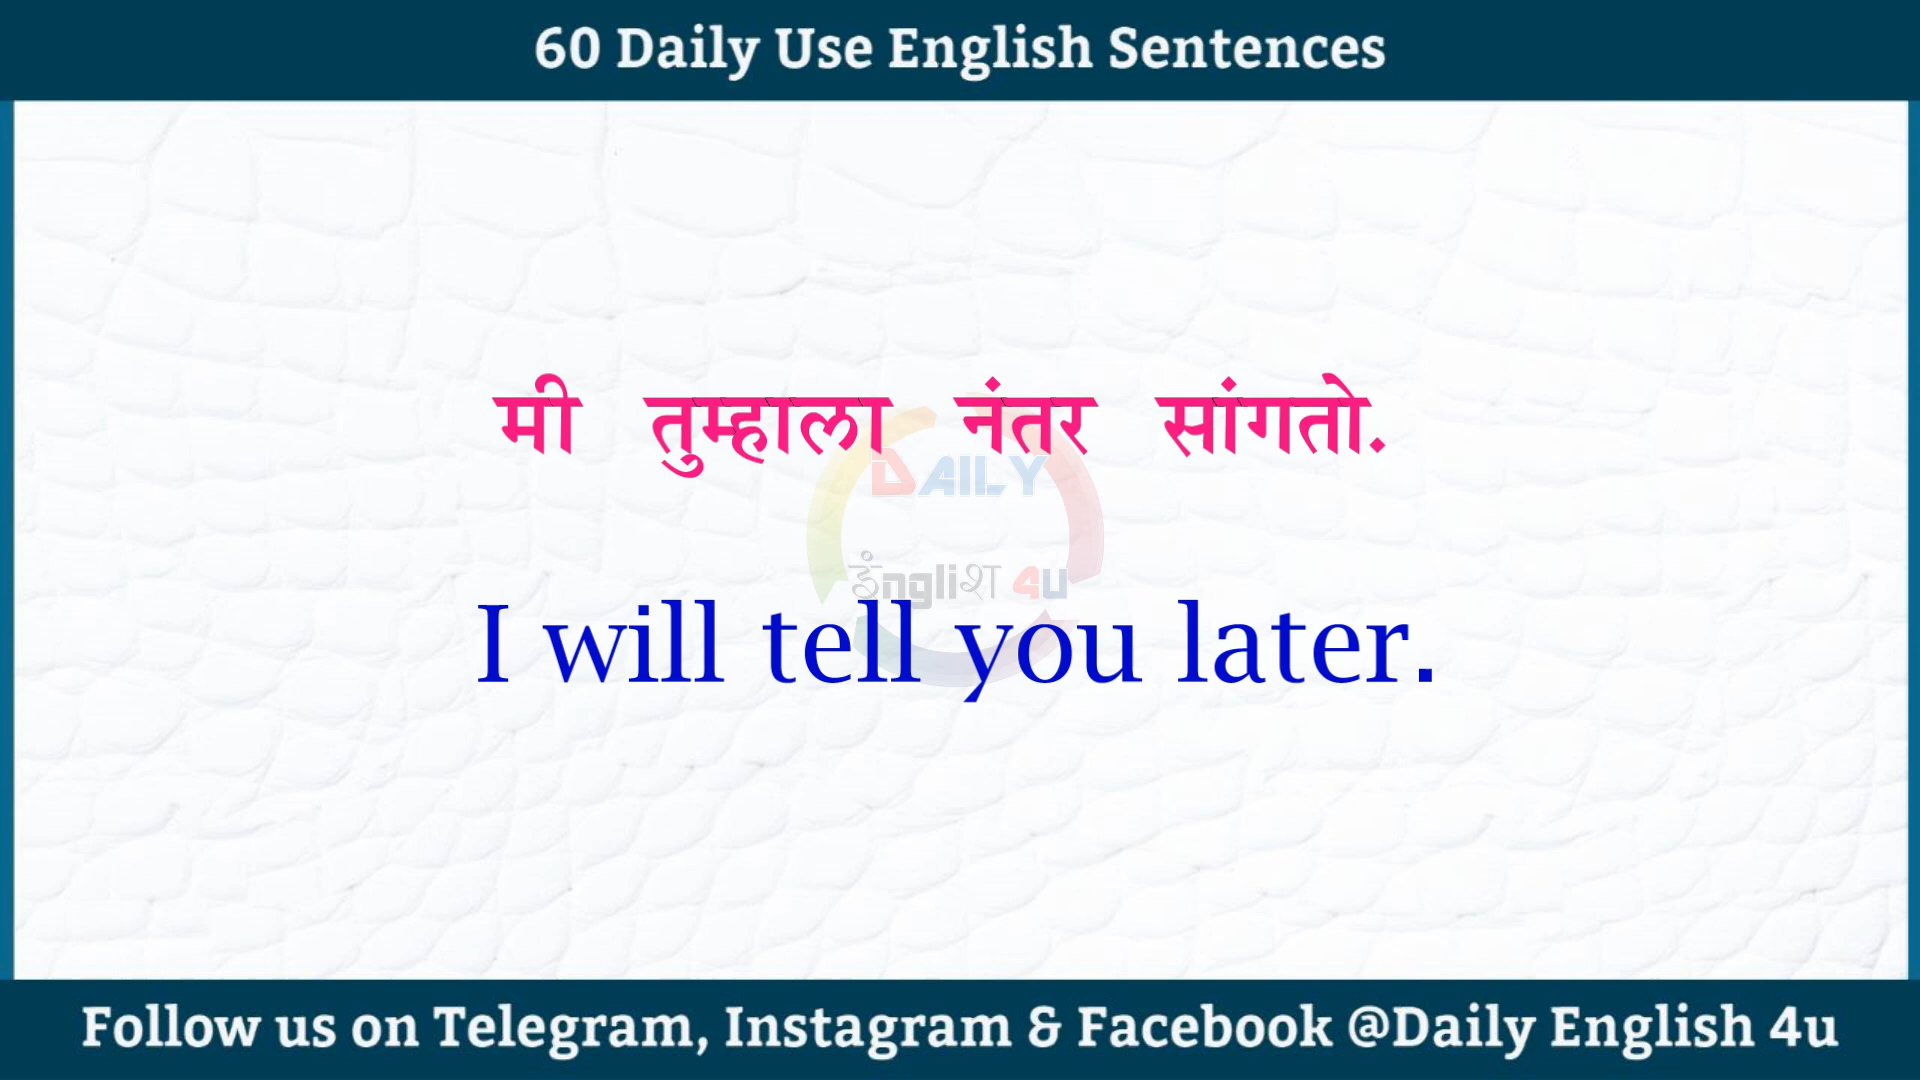 60 Daily Use English Sentences
मी तुम्हाला नंतर सांगतो.
DAILY
इंngliश 4u
I will tell you later.
Follow us on Telegram, Instagram & Facebook @Daily English 4u